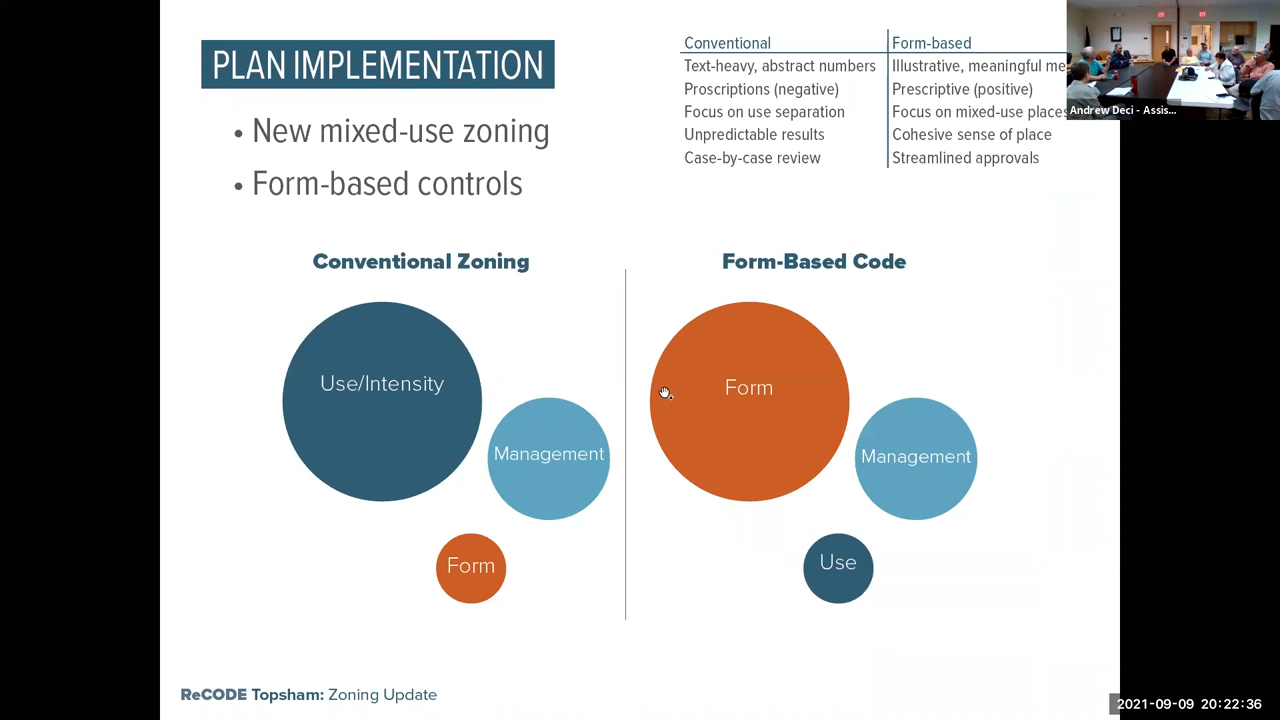 PLAN IMPLEMENTATION
• New mixed-use zoning
• Form-based controls
Conventional Form-based
Text-heavy, abstract numbers Illustrative, meaningful
Proscriptions (negative) Prescriptive (positive)
Focus on use separation Focus on mixed-use places
Unpredictable results Cohesive sense of place
Case-by-case review Streamlined approvals
Andrew Deci - Assis...
Conventional Zoning
Use/Intensity
Management
Form
Form-Based Code
Form
Management
Use
ReCODE Topsham: Zoning Update
2021-09-09 20:22:36